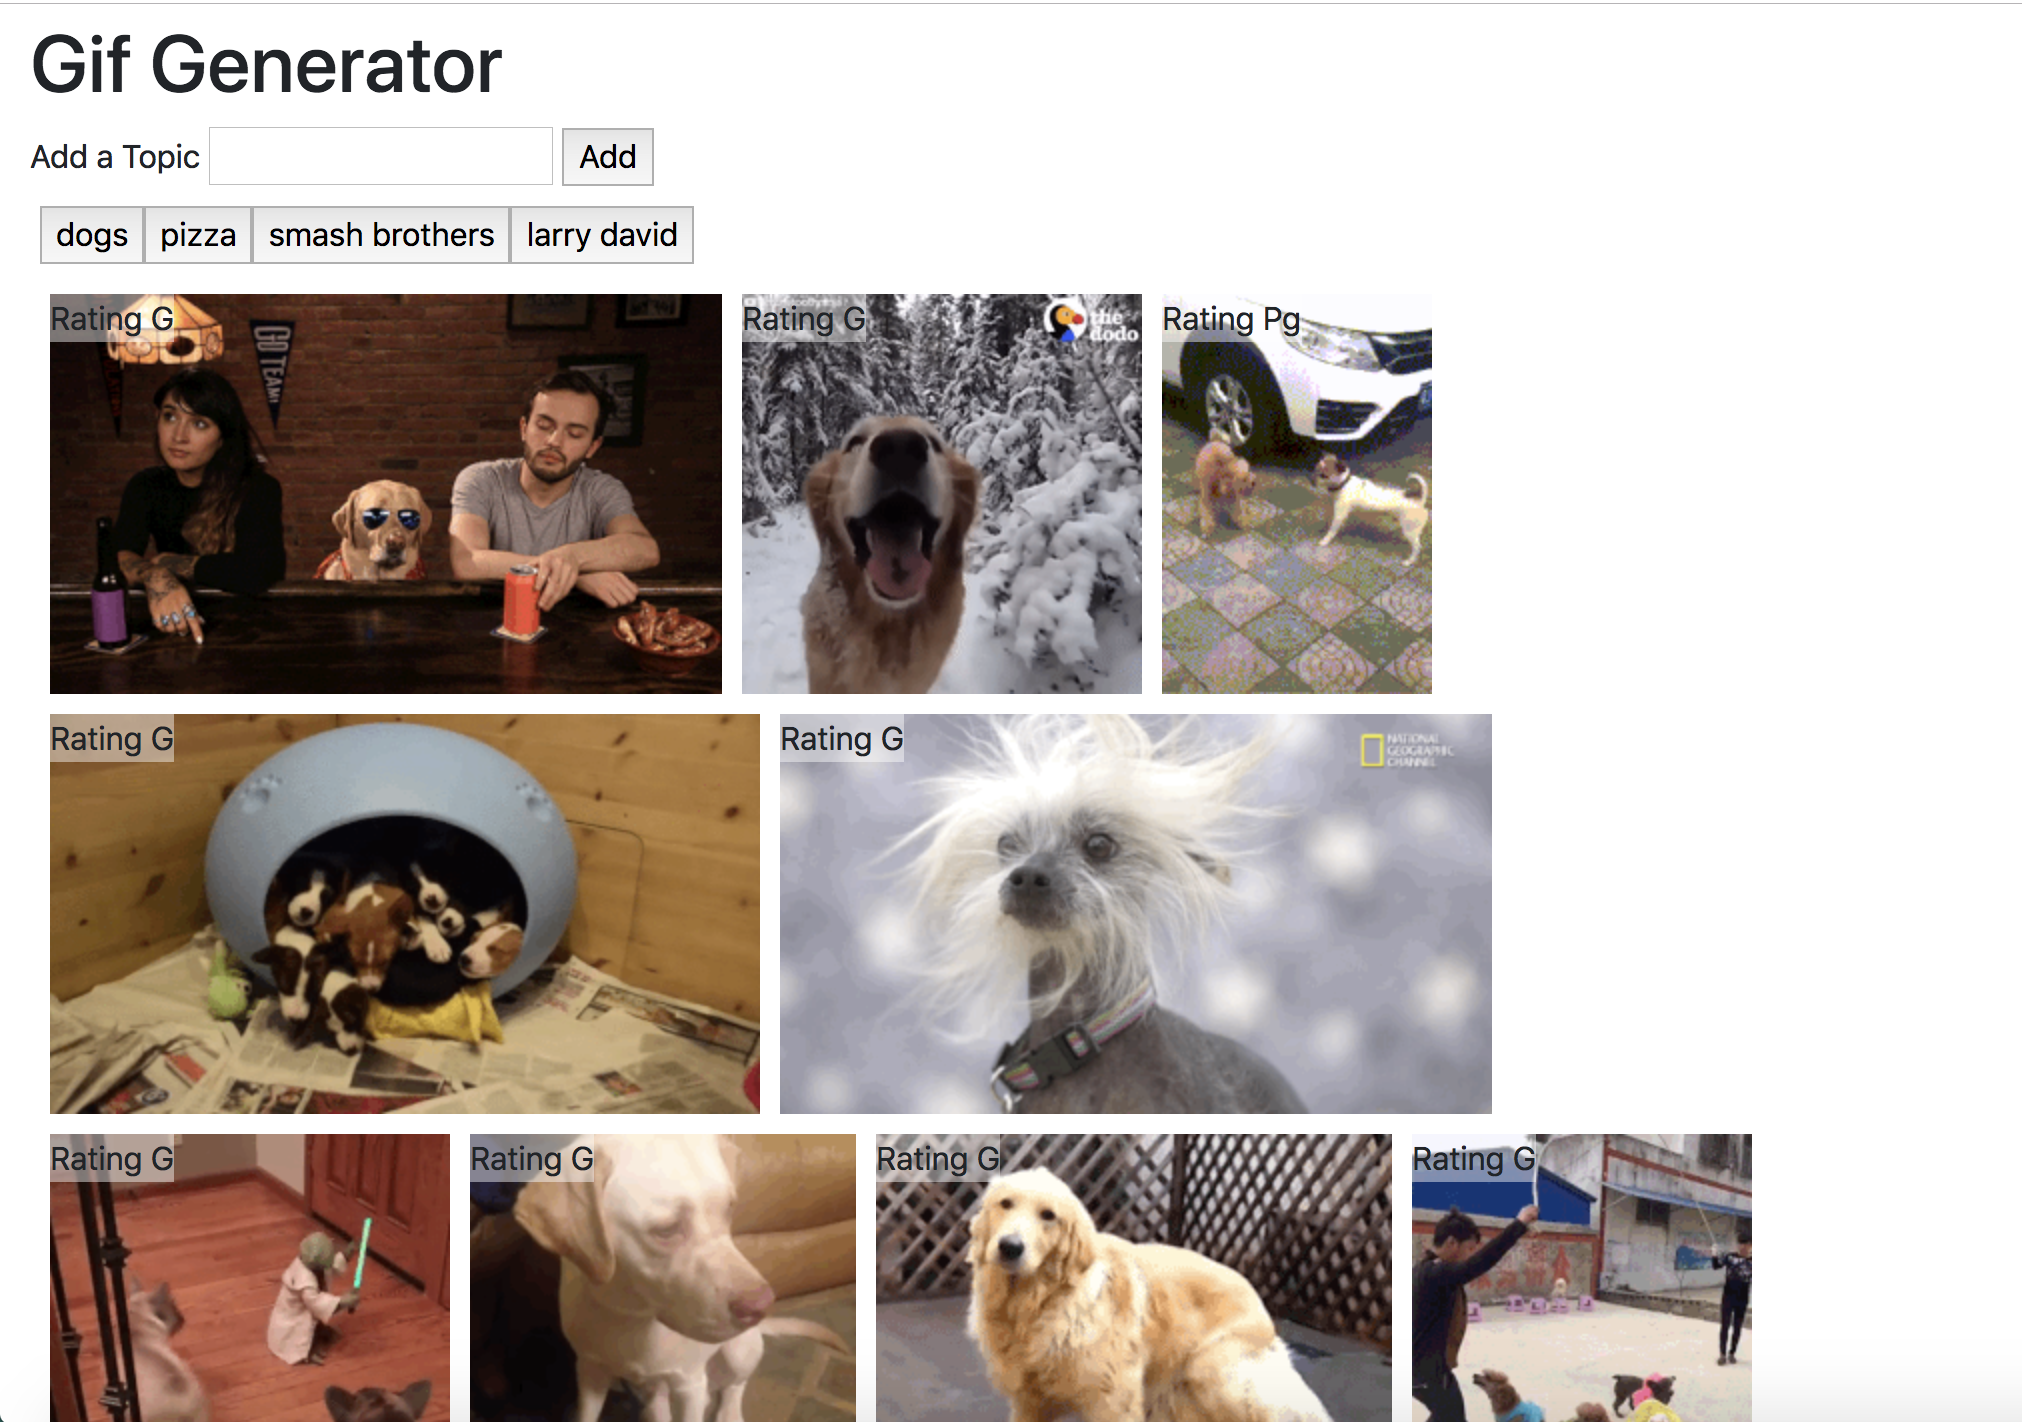 Gif Generator
Add a Topic
Add
dogs
pizza
smash brothers
larry david
Rating G
GO TEAM!
Rating G
the
dodo
Rating Pg
Rating G
Rating G
NATIONAL
GEOGRAPHIC
CHANNEL
Rating G
Rating G
Rating G
Rating G